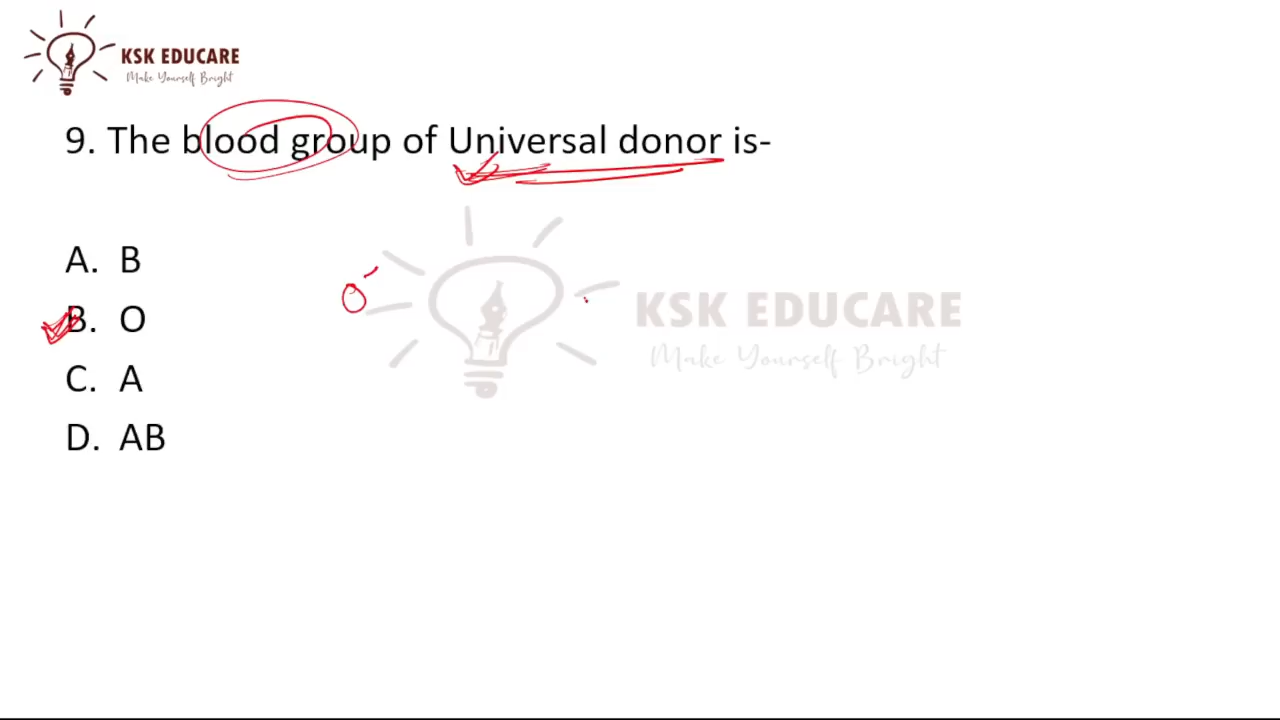 KSK EDUCARE
Make Yourself Bright
9. The blood group of Universal donor is-
A. B
B. O
O-
C. A
D. AB
KSK EDUCARE
Make Yourself Bright